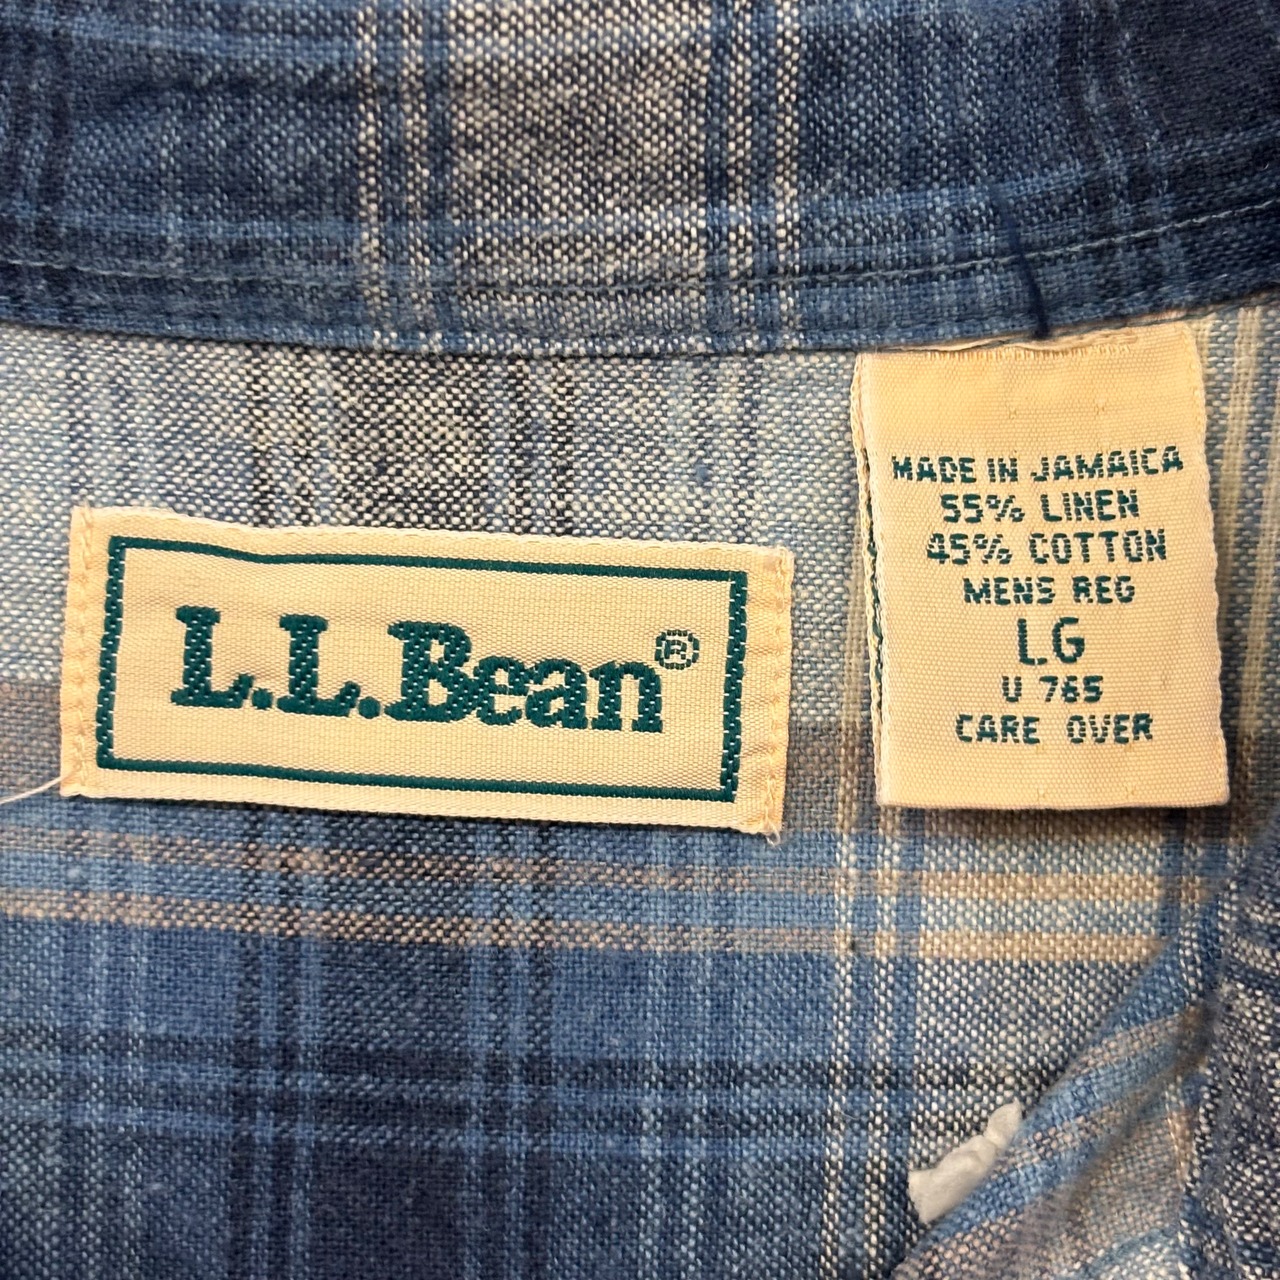 L.L.Bean®
MADE IN JAMAICA
55% LINEN
45% COTTON
MENS REG
LG
U 765
CARE OVER